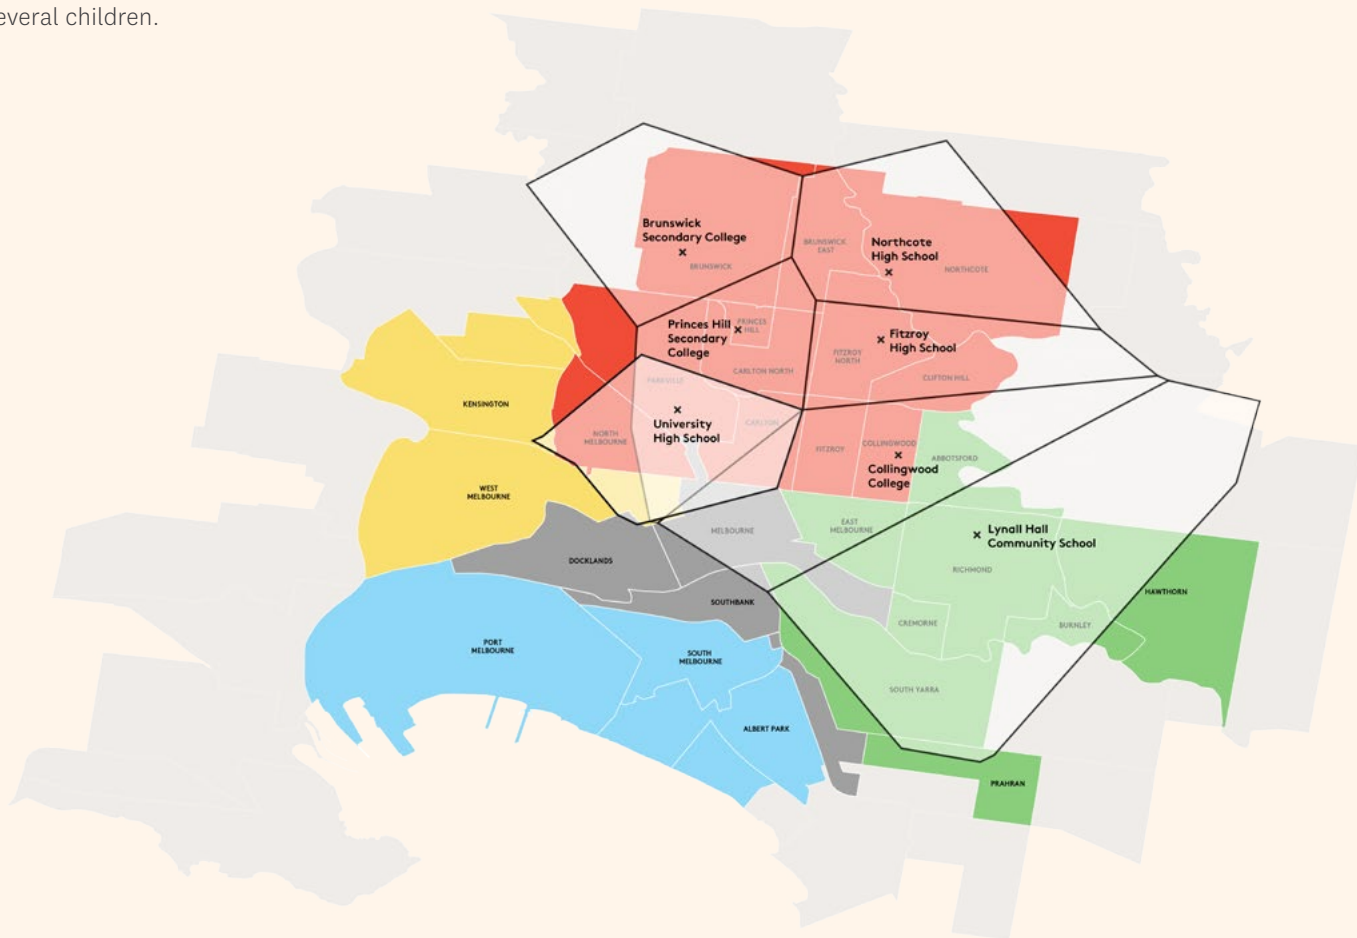 everal children.
Brunswick
Secondary College
BRUNSWICK
BRUNSWICK
EAST
Northcote
High School
NORTHCOTE
Princes Hill
Secondary
College
PRINCES
HILL
CARLTON NORTH
Fitzroy
High School
FITZROY
NORTH
CLIFTON HILL
PARKVILLE
KENSINGTON
NORTH
MELBOURNE
University
High School
CARLTON
FITZROY
COLLINGWOOD
Collingwood
College
ABBOTSFORD
WEST
MELBOURNE
MELBOURNE
EAST
MELBOURNE
Lynall Hall
Community School
RICHMOND
DOCKLANDS
SOUTHBANK
HAWTHORN
CREMORNE
BURNLEY
PORT
MELBOURNE
SOUTH
MELBOURNE
SOUTH YARRA
ALBERT PARK
PRAHRAN